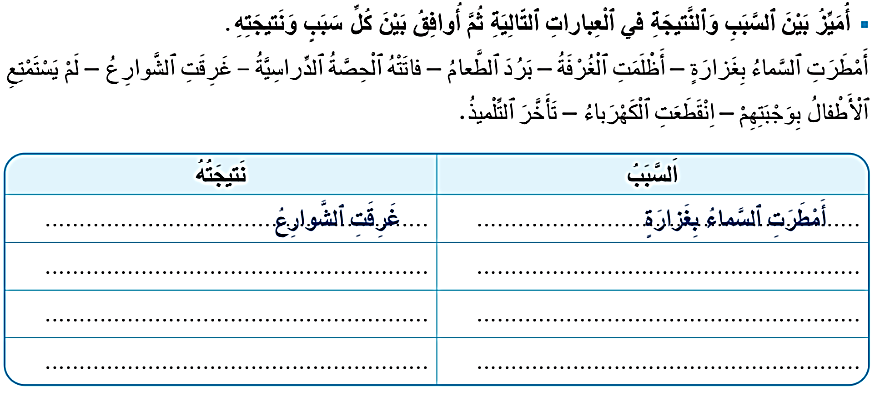 ▪ أُمَيِّزُ بَيْنَ ٱلسَّبَبِ وَٱلنَّتيجَةِ في ٱلْعِباراتِ ٱلتّالِيَةِ ثُمَّ أُوافِقُ بَيْنَ كُلِّ سَبَبٍ وَنَتيجَتِهِ .
أَمْطَرَتِ ٱلسَّماءُ بِغَزارَةٍ – أَظْلَمَتِ ٱلْغُرْفَةُ – بَرُدَ ٱلطَّعامُ – فاتَتْهُ ٱلْحِصَّةُ ٱلدِّراسِيَّةُ – غَرِقَتِ ٱلشَّوارِعُ – لَمْ يَسْتَمْتِعِ
ٱلْأَطْفالُ بِوَجْبَتِهِمْ – اِنْقَطَعَتِ ٱلْكَهْرَباءُ – تَأَخَّرَ ٱلتِّلْميذُ .
اَلسَّبَبُ نَتيجَتُهُ
أَمْطَرَتِ ٱلسَّماءُ بِغَزارَةٍ غَرِقَتِ ٱلشَّوارِعُ